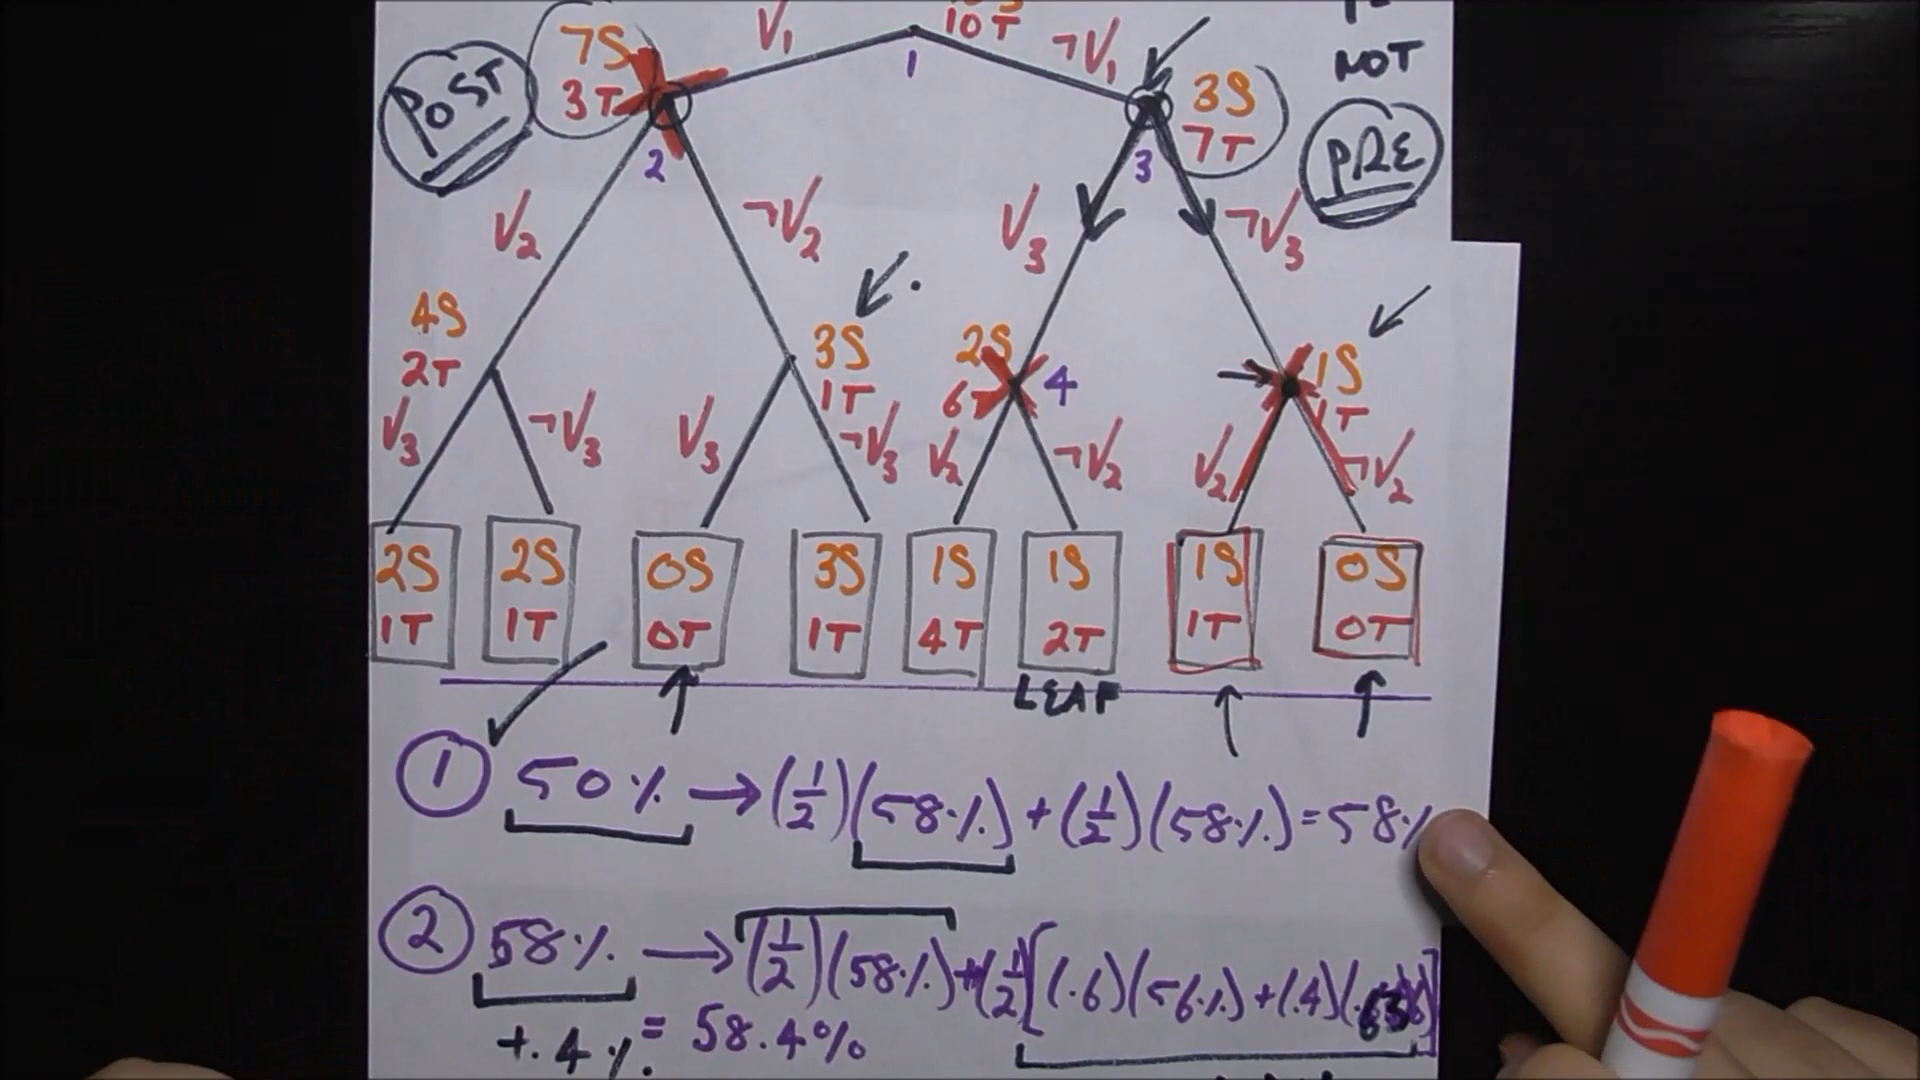 10T
V₁
¬V₁
1
NOT
POST
7S
3T
2
3S
7T
3
PRE
V₂
¬V₂
V₃
¬V₃
4S
2T
3S
1T
2S
6T
4
1S
1T
V₃
¬V₃
V₃
¬V₃
V₂
¬V₂
V₂
¬V₂
2S
1T
2S
1T
0S
0T
3S
1T
1S
4T
1S
2T
1S
1T
0S
0T
LEAF
① 50% → (1/2)(58%) + (1/2)(58%) = 58%
② 58% → (1/2)(58%) + (1/2)[(.6)(56%) + (.4)(
+.4%
= 58.4%